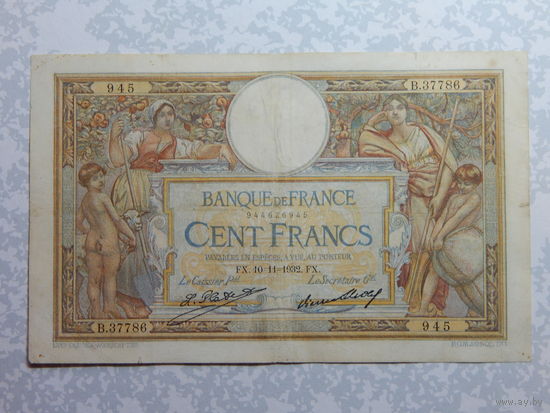 945 B.37786
BANQUE DE FRANCE
944626945
CENT FRANCS
PAYABLES EN ESPÈCES, A VUE, AU PORTEUR
FX. 10-11-1932. FX.
Le Caissier Pal Le Secrétaire Gal
B.37786 945
www.ay.by